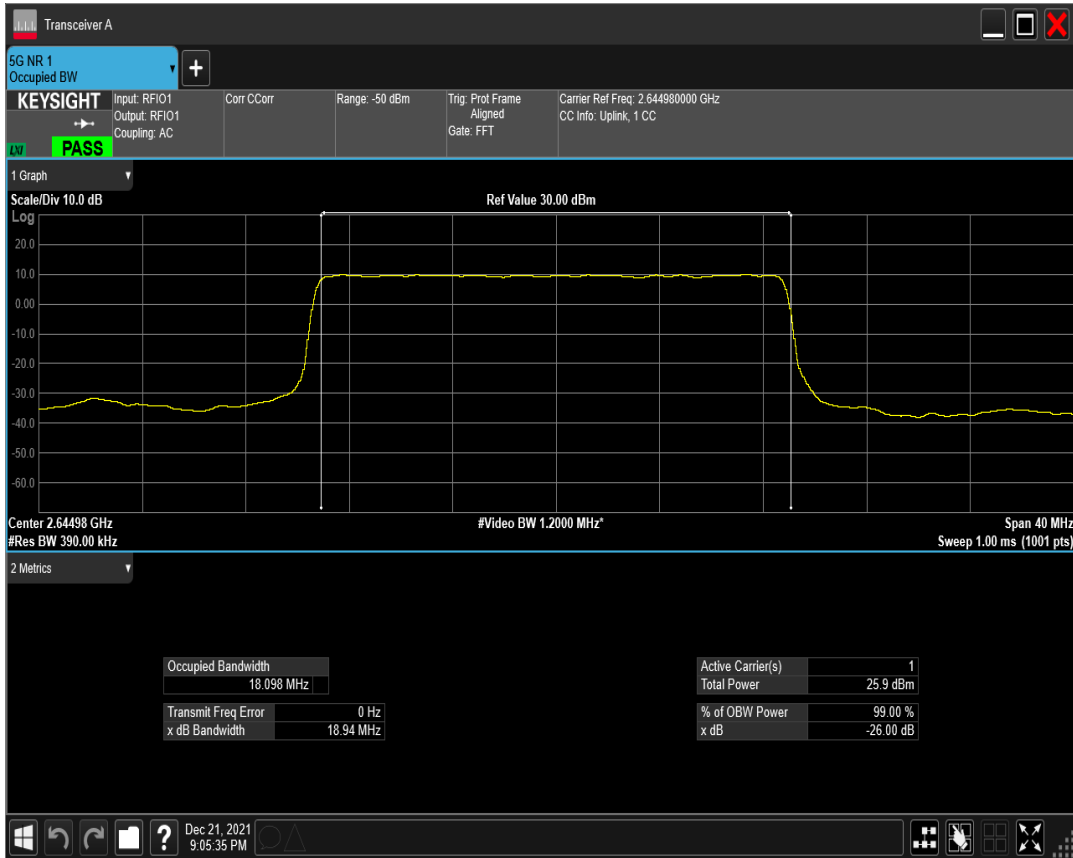 Transceiver A
5G NR 1
Occupied BW
KEYSIGHT
LXI
PASS
Input: RFIO1
Output: RFIO1
Coupling: AC
Corr CCorr
Range: -50 dBm
Trig: Prot Frame
Aligned
Gate: FFT
Carrier Ref Freq: 2.644980000 GHz
CC Info: Uplink, 1 CC
1 Graph
Scale/Div 10.0 dB
Ref Value 30.00 dBm
Log
20.0
10.0
0.00
-10.0
-20.0
-30.0
-40.0
-50.0
-60.0
Center 2.64498 GHz
#Video BW 1.2000 MHz*
Span 40 MHz
#Res BW 390.00 kHz
Sweep 1.00 ms (1001 pts)
2 Metrics
Occupied Bandwidth
18.098 MHz
Transmit Freq Error 0 Hz
x dB Bandwidth 18.94 MHz
Active Carrier(s) 1
Total Power 25.9 dBm
% of OBW Power 99.00 %
x dB -26.00 dB
?
Dec 21, 2021
9:05:35 PM